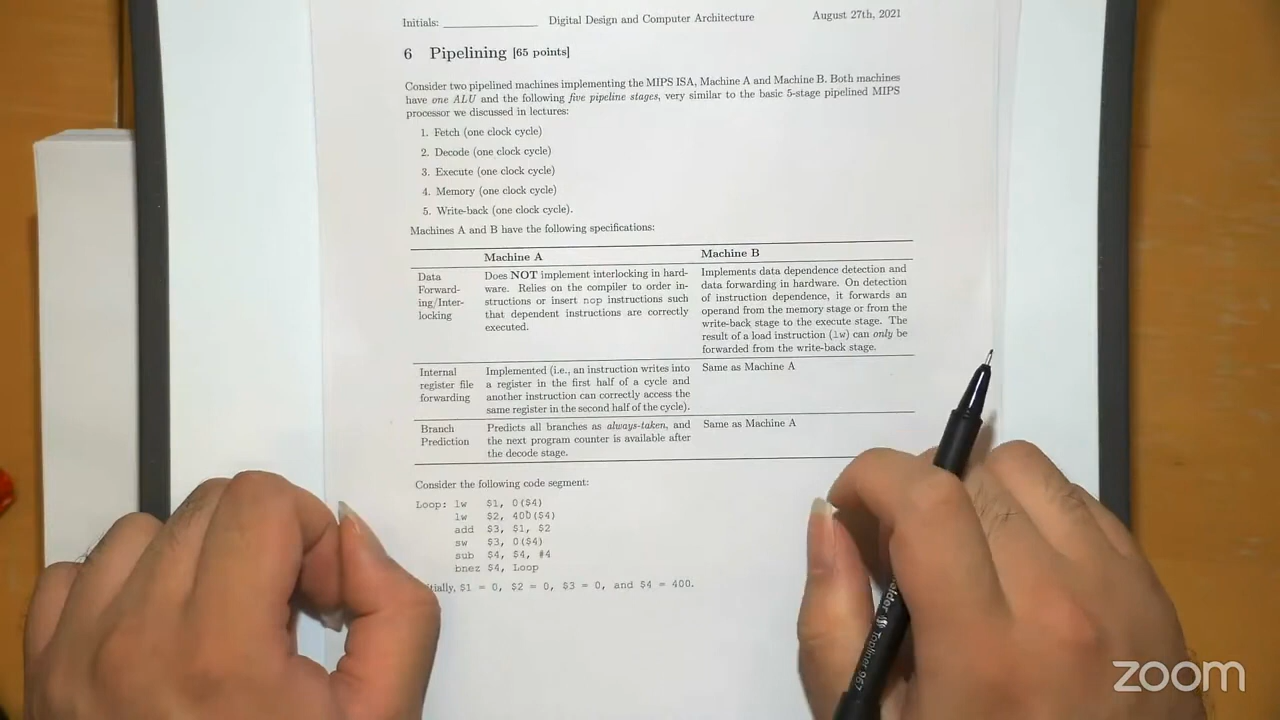 Initials: ____________ Digital Design and Computer Architecture August 27th, 2021
6 Pipelining [65 points]
Consider two pipelined machines implementing the MIPS ISA, Machine A and Machine B. Both machines
have one ALU and the following five pipeline stages, very similar to the basic 5-stage pipelined MIPS
processor we discussed in lectures:
1. Fetch (one clock cycle)
2. Decode (one clock cycle)
3. Execute (one clock cycle)
4. Memory (one clock cycle)
5. Write-back (one clock cycle).
Machines A and B have the following specifications:
Machine A Machine B
Data
Forward-
ing/Inter-
locking
Does NOT implement interlocking in hard-
ware. Relies on the compiler to order in-
structions or insert nop instructions such
that dependent instructions are correctly
executed.
Implements data dependence detection and
data forwarding in hardware. On detection
of instruction dependence, it forwards an
operand from the memory stage or from the
write-back stage to the execute stage. The
result of a load instruction (lw) can only be
forwarded from the write-back stage.
Internal
register file
forwarding
Implemented (i.e., an instruction writes into
a register in the first half of a cycle and
another instruction can correctly access the
same register in the second half of the cycle).
Same as Machine A
Branch
Prediction
Predicts all branches as always-taken, and
the next program counter is available after
the decode stage.
Same as Machine A
Consider the following code segment:
Loop: lw $1, 0($4)
lw $2, 400($4)
add $3, $1, $2
sw $3, 0($4)
sub $4, $4, #4
bnez $4, Loop
tially, $1 = 0, $2 = 0, $3 = 0, and $4 = 400.
Topliner 967
zoom